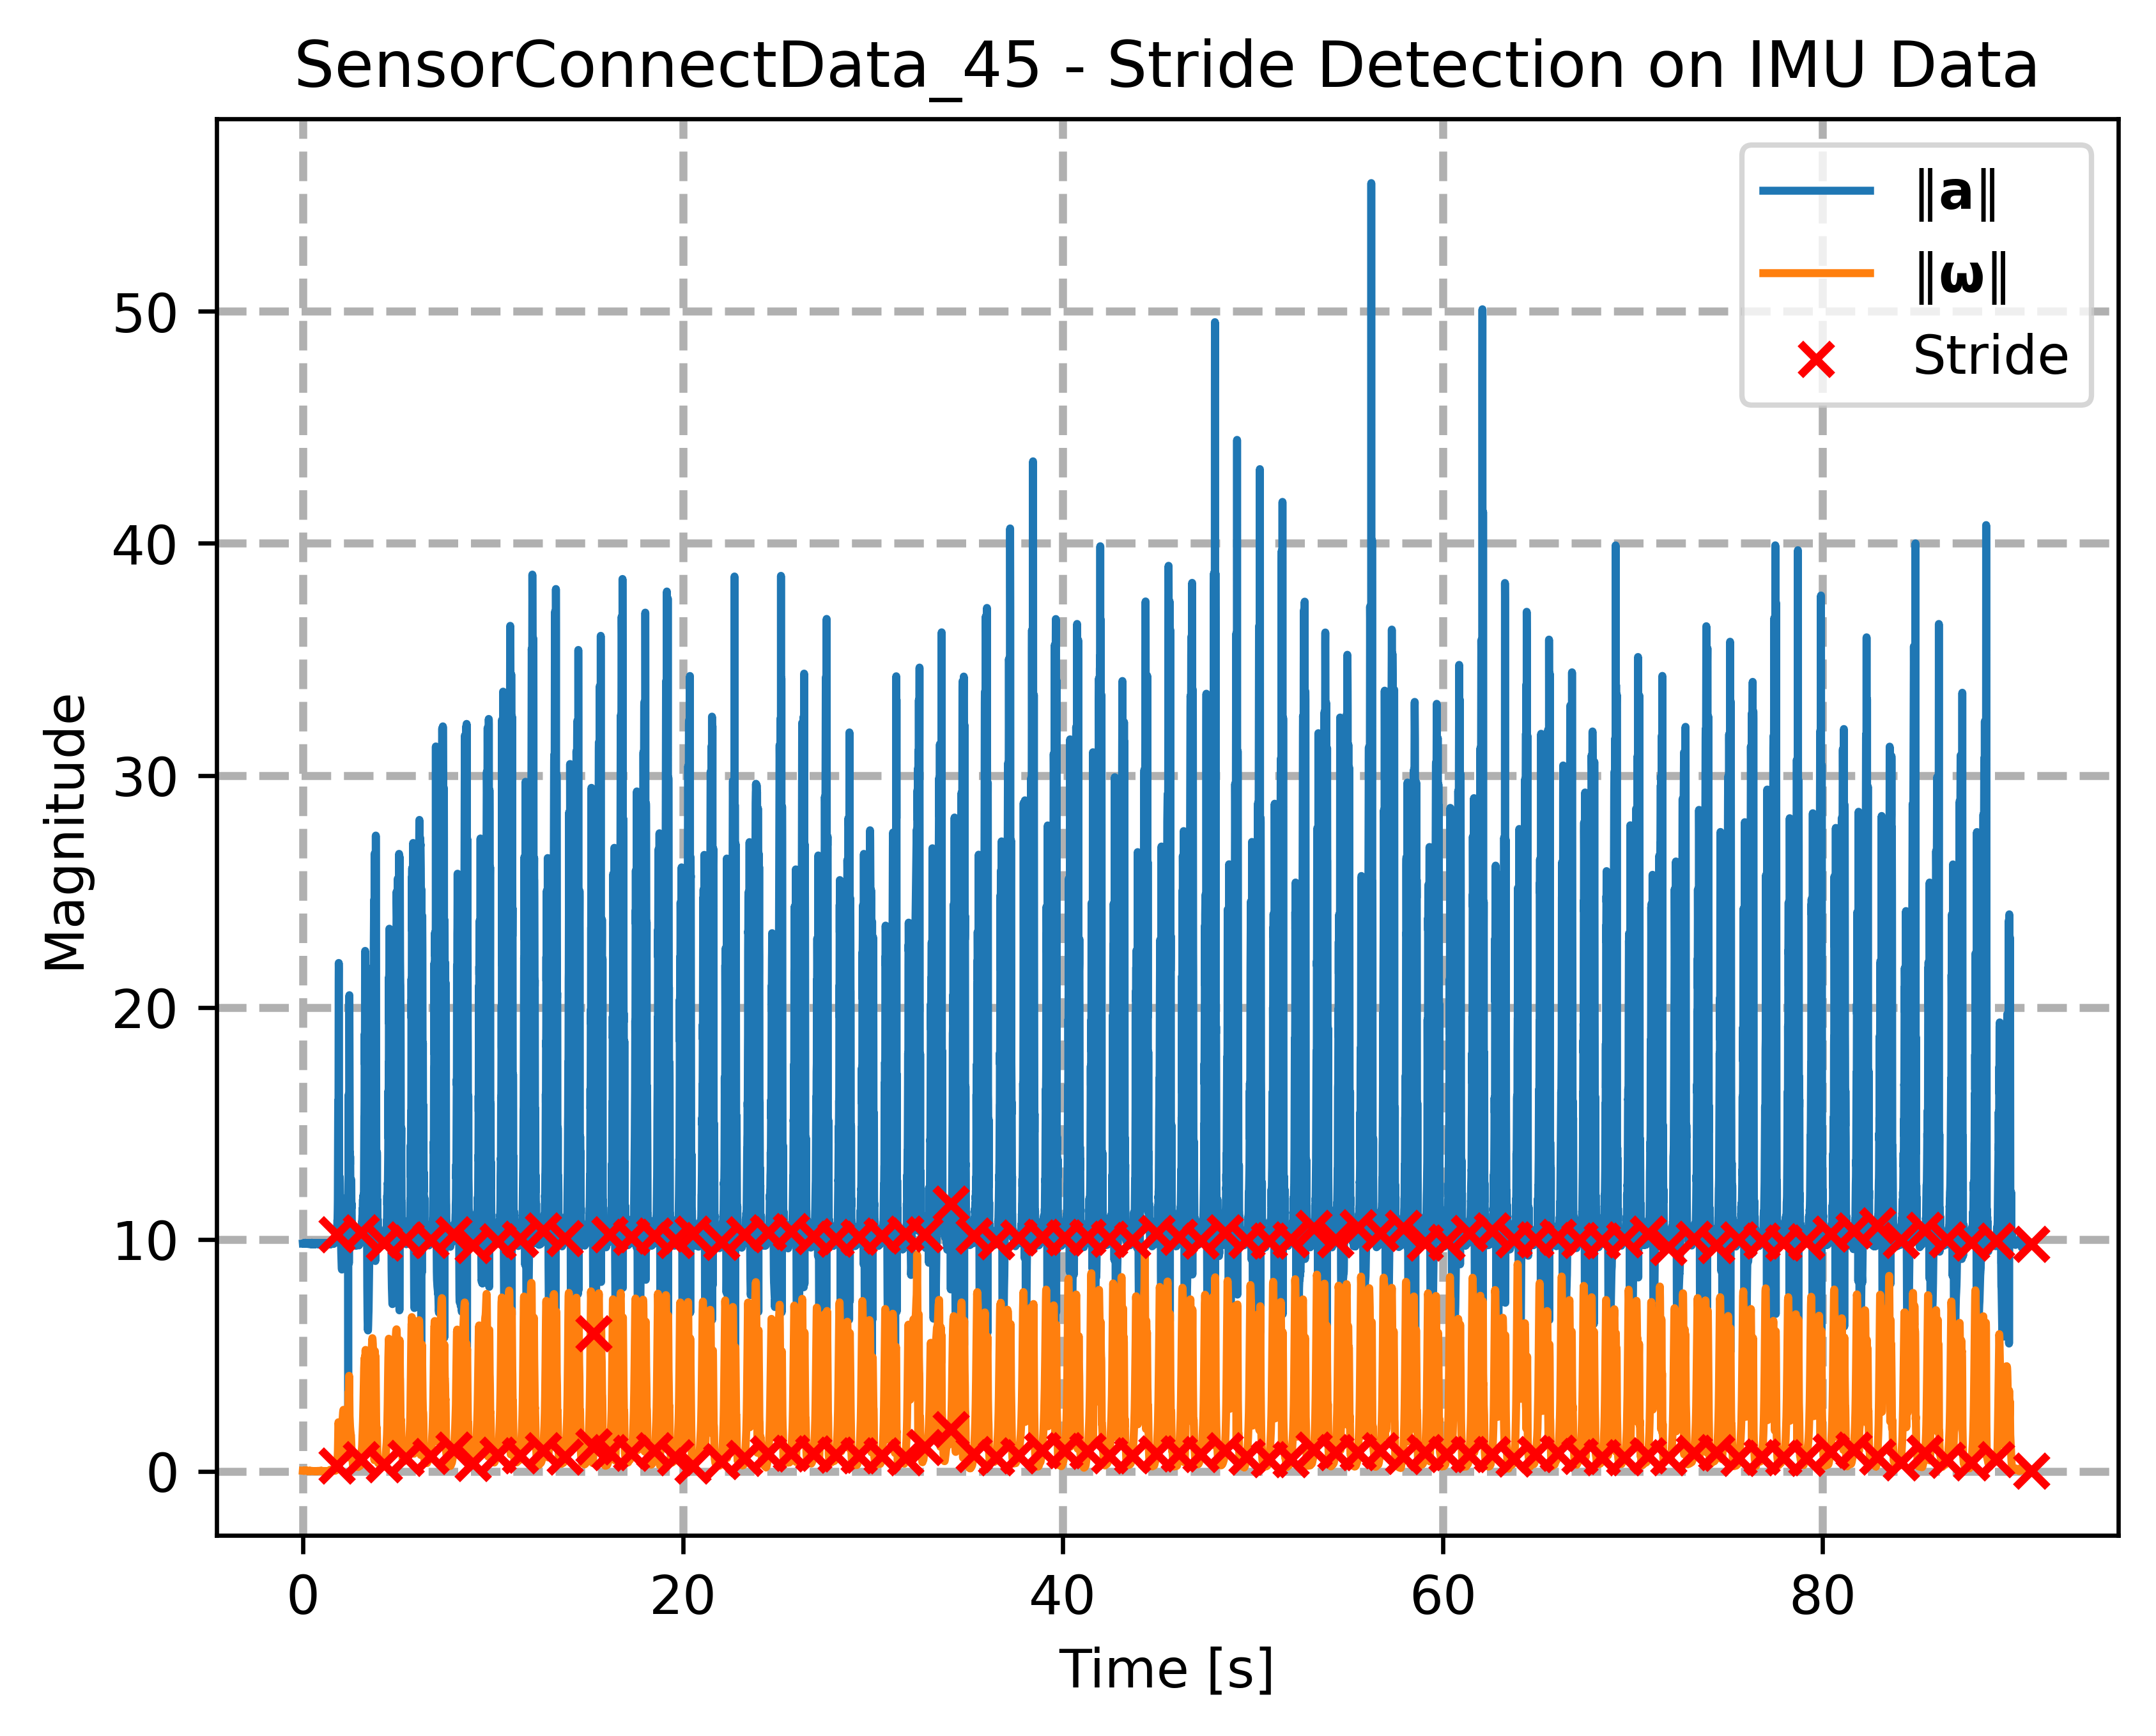 SensorConnectData_45 - Stride Detection on IMU Data
‖a‖
‖ω‖
Stride
Magnitude
50
40
30
20
10
0
0 20 40 60 80
Time [s]